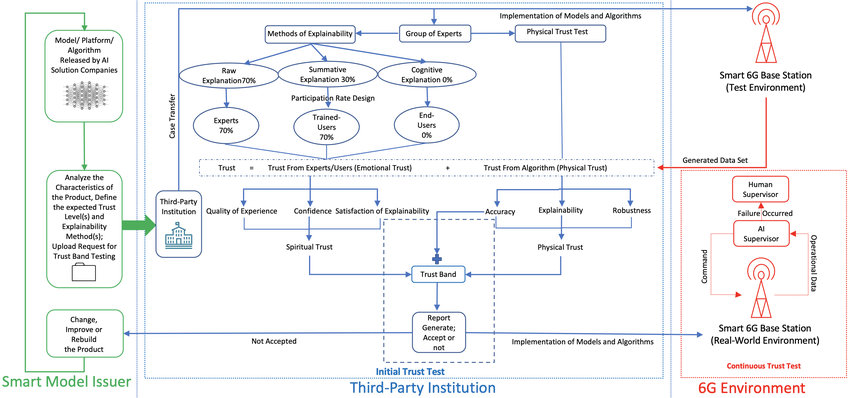 Model/ Platform/
Algorithm
Released by AI
Solution Companies
Analyze the
Characteristics of
the Product, Define
the expected Trust
Level(s) and
Explainability
Method(s);
Upload Request for
Trust Band Testing
Change,
Improve or
Rebuild
the Product
Smart Model Issuer
Case Transfer
Third-Party
Institution
Implementation of Models and Algorithms
Methods of Explainability
Group of Experts
Physical Trust Test
Raw
Explanation70%
Summative
Explanation 30%
Cognitive
Explanation 0%
Participation Rate Design
Experts
70%
Trained-
Users
70%
End-
Users
0%
Trust = Trust From Experts/Users (Emotional Trust) + Trust From Algorithm (Physical Trust)
Quality of Experience
Confidence
Satisfaction of Explainability
Accuracy
Explainability
Robustness
Spiritual Trust
Physical Trust
Trust Band
Report
Generate;
Accept or
not
Not Accepted
Implementation of Models and Algorithms
Initial Trust Test
Third-Party Institution
Smart 6G Base Station
(Test Environment)
Generated Data Set
Human
Supervisor
Failure Occurred
AI
Supervisor
Command
Operational Data
Smart 6G Base Station
(Real-World Environment)
Continuous Trust Test
6G Environment